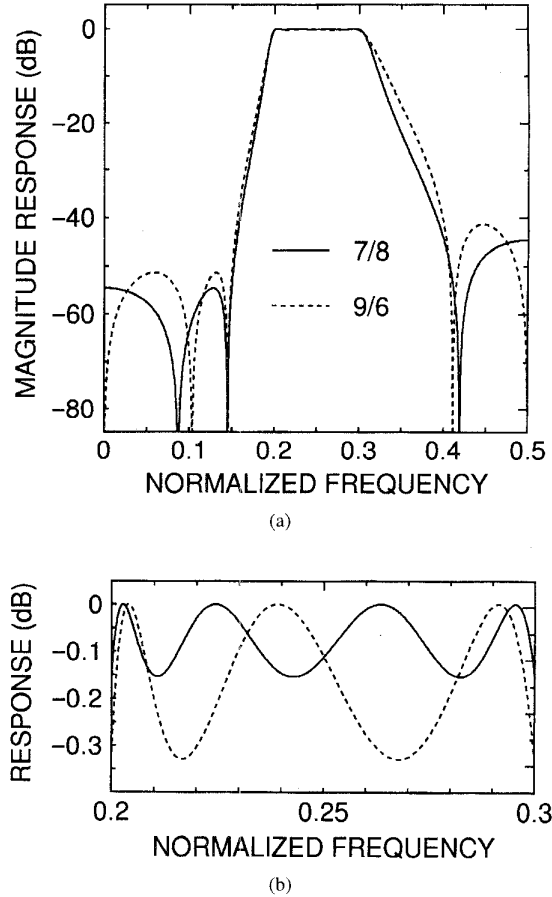 MAGNITUDE RESPONSE (dB)
0
−20
−40
−60
−80
7/8
9/6
0 0.1 0.2 0.3 0.4 0.5
NORMALIZED FREQUENCY
(a)
RESPONSE (dB)
0
−0.1
−0.2
−0.3
0.2 0.25 0.3
NORMALIZED FREQUENCY
(b)